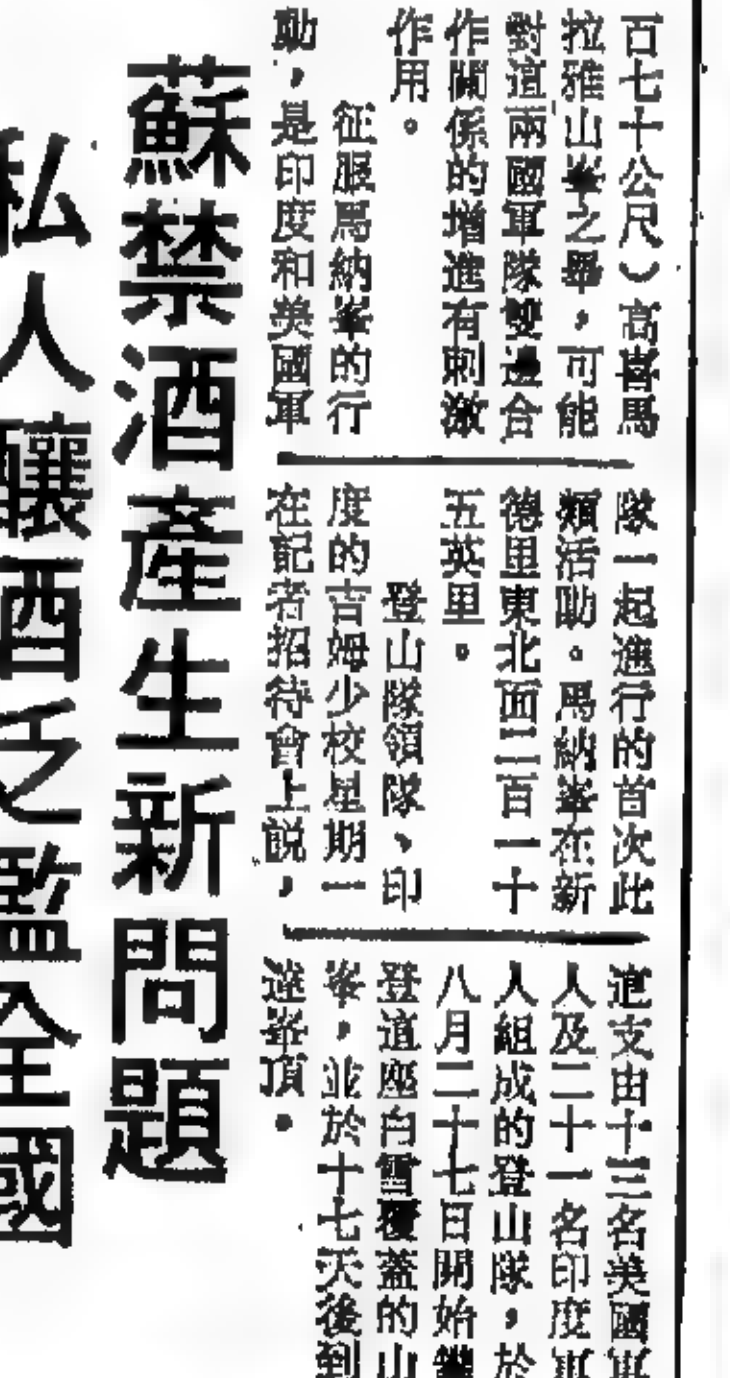 百七十公尺）高喜馬
拉雅山峯之舉，可能
對這兩國軍隊雙邊合
作關係的增進有刺激
作用。
征服馬納峯的行
動，是印度和美國軍
隊一起進行的首次此
類活動。馬納峯在新
德里東北面二百一十
五英里。
登山隊領隊、印
度的吉姆少校星期一
在記者招待會上說，
這支由十三名美國軍
人及二十一名印度軍
人組成的登山隊，於
八月二十七日開始
登這座白雪覆蓋的山
峯，並於十七天後到
達峯頂。
蘇禁酒產生新問題
私人釀酒乏濫全國